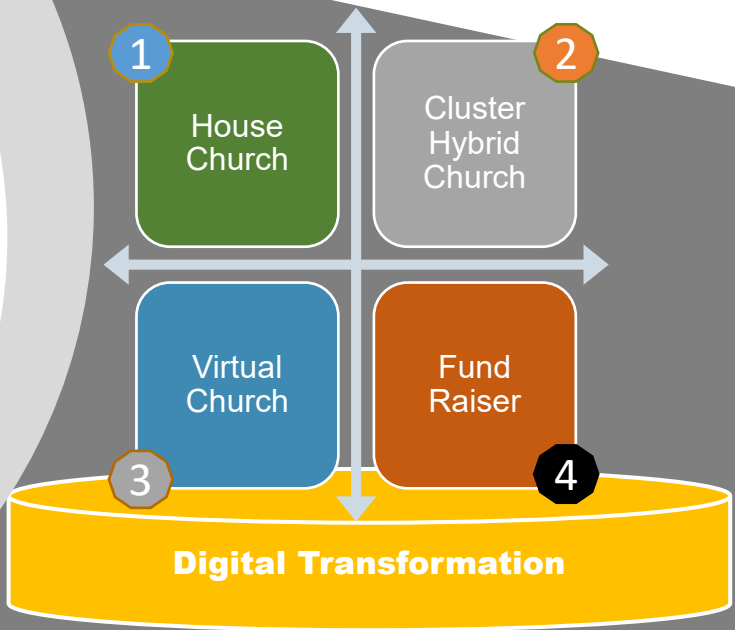 1
House
Church
2
Cluster
Hybrid
Church
3
Virtual
Church
4
Fund
Raiser
Digital Transformation